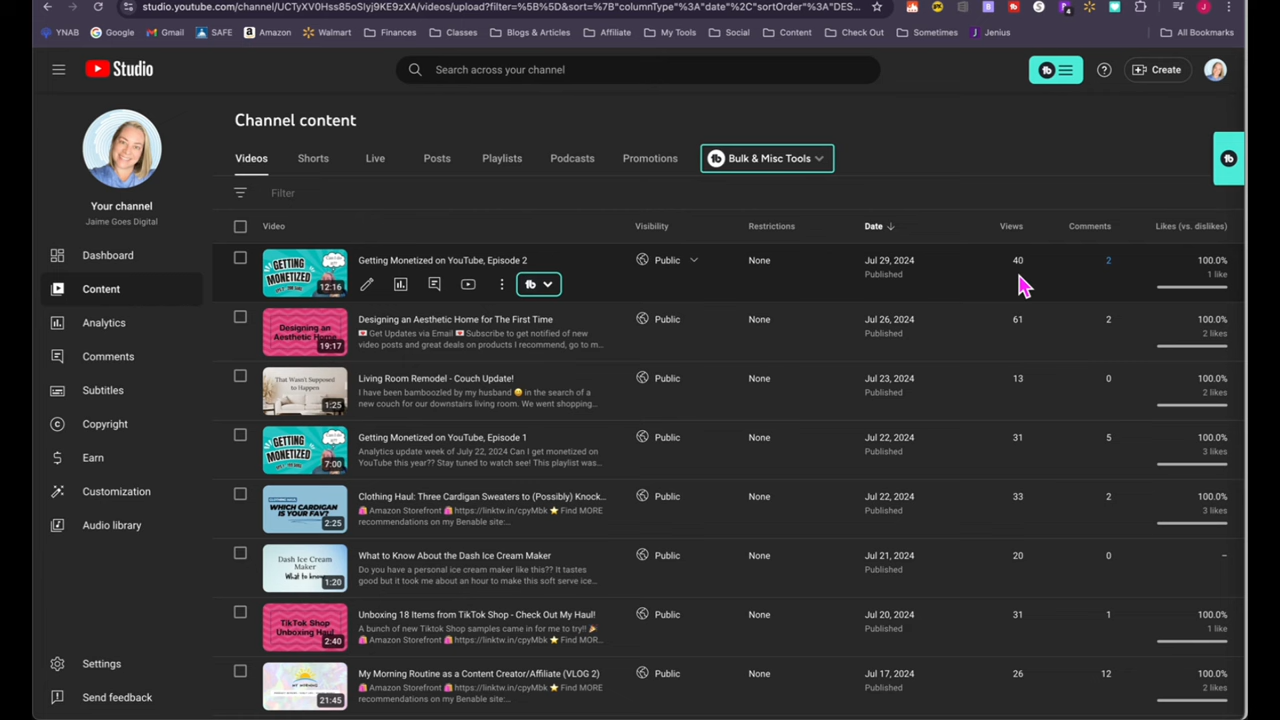 studio.youtube.com/channel/UCTyXV0Hss85oSlyj9KE9zXA/videos/upload?filter=%5B%5D&sort=%7B"columnType"%3A"date"%2C"sortOrder"%3A"DES...
YNAB Google Gmail SAFE Amazon Walmart Finances Classes Blogs & Articles Affiliate My Tools Social Content Check Out Sometimes Jenius All Bookmarks
Studio
Search across your channel
tb
Create
Your channel
Jaime Goes Digital
Dashboard
Content
Analytics
Comments
Subtitles
Copyright
Earn
Customization
Audio library
Settings
Send feedback
Channel content
Videos Shorts Live Posts Playlists Podcasts Promotions tb Bulk & Misc Tools
tb
Filter
Video Visibility Restrictions Date Views Comments Likes (vs. dislikes)
GETTING
MONETIZED
12:16
Getting Monetized on YouTube, Episode 2
tb
Public None Jul 29, 2024 40 2 100.0%
Published 1 like
Designing an
Aesthetic Home
19:17
Designing an Aesthetic Home for The First Time
💌 Get Updates via Email 💌 Subscribe to get notified of new
video posts and great deals on products I recommend, go to m...
Public None Jul 26, 2024 61 2 100.0%
Published 2 likes
That Wasn't Supposed
to Happen
1:25
Living Room Remodel - Couch Update!
I have been bamboozled by my husband 😆 in the search of a
new couch for our downstairs living room. We went shopping...
Public None Jul 23, 2024 13 0 100.0%
Published 2 likes
GETTING
MONETIZED
7:00
Getting Monetized on YouTube, Episode 1
Analytics update week of July 22, 2024 Can I get monetized on
YouTube this year?? Stay tuned to watch see! This playlist was...
Public None Jul 22, 2024 31 5 100.0%
Published 3 likes
WHICH CARDIGAN
IS YOUR FAV?
2:25
Clothing Haul: Three Cardigan Sweaters to (Possibly) Knock...
🛍️ Amazon Storefront 🛍️ https://linktw.in/cpyMbk ⭐ Find MORE
recommendations on my Benable site:...
Public None Jul 22, 2024 33 2 100.0%
Published 3 likes
Dash Ice Cream
Maker
What to know
1:20
What to Know About the Dash Ice Cream Maker
Do you have a personal ice cream maker like this?? It tastes
good but it took me about an hour to make this soft serve ice...
Public None Jul 21, 2024 20 0 –
Published
TikTok Shop
Unboxing Haul
2:40
Unboxing 18 Items from TikTok Shop - Check Out My Haul!
A bunch of new TikTok Shop samples came in for me to try!! 🎉
🛍️ Amazon Storefront 🛍️ https://linktw.in/cpyMbk ⭐ Find MOR...
Public None Jul 20, 2024 31 1 100.0%
Published 1 like
MY MORNING
21:45
My Morning Routine as a Content Creator/Affiliate (VLOG 2)
🛍️ Amazon Storefront 🛍️ https://linktw.in/cpyMbk ⭐ Find MORE
recommendations on my Benable site:...
Public None Jul 17, 2024 26 2 100.0%
Published 2 likes